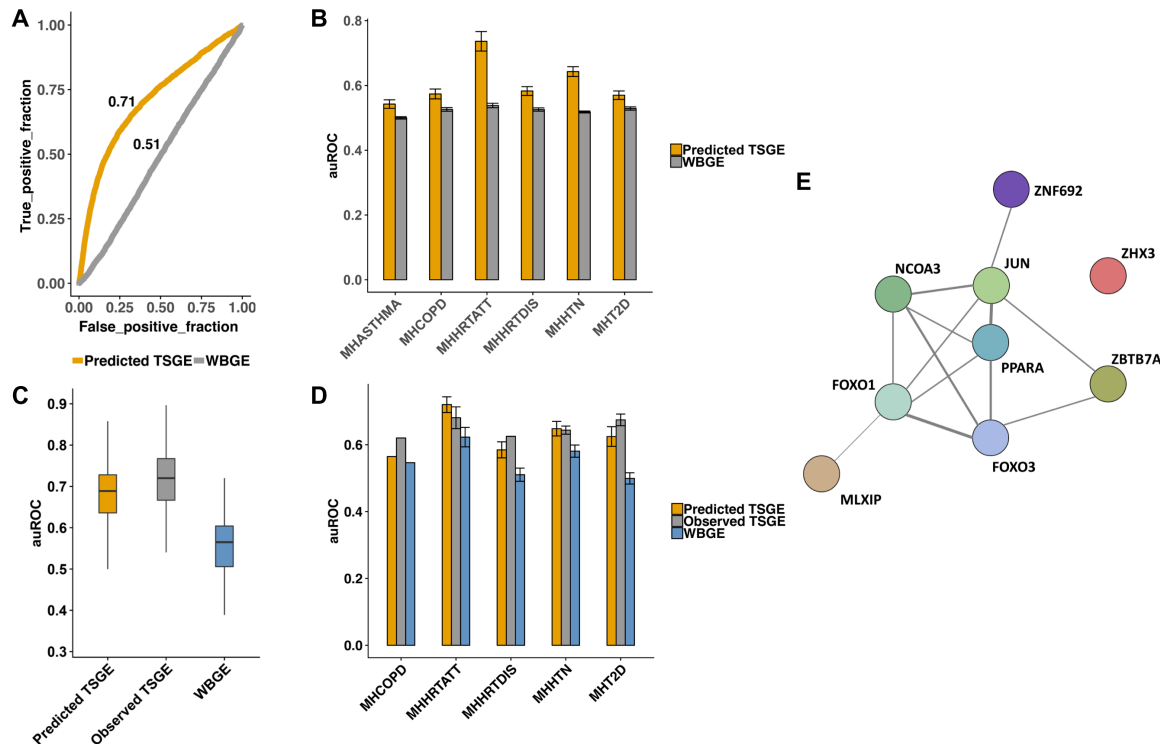 A
1.00
0.75
0.50
0.25
0.00
True_positive_fraction
0.71
0.51
0.00 0.25 0.50 0.75 1.00
False_positive_fraction
Predicted TSGE WBGE
B
0.8
0.6
0.4
0.2
0.0
auROC
MHASTHMA
MHCOPD
MHHRTATT
MHHRTDIS
MHHTN
MHT2D
Predicted TSGE
WBGE
C
0.9
0.8
0.7
0.6
0.5
0.4
0.3
auROC
Predicted TSGE
Observed TSGE
WBGE
D
0.6
0.4
0.2
0.0
auROC
MHCOPD
MHHRTATT
MHHRTDIS
MHHTN
MHT2D
Predicted TSGE
Observed TSGE
WBGE
E
ZNF692
ZHX3
NCOA3
JUN
PPARA
ZBTB7A
FOXO1
FOXO3
MLXIP